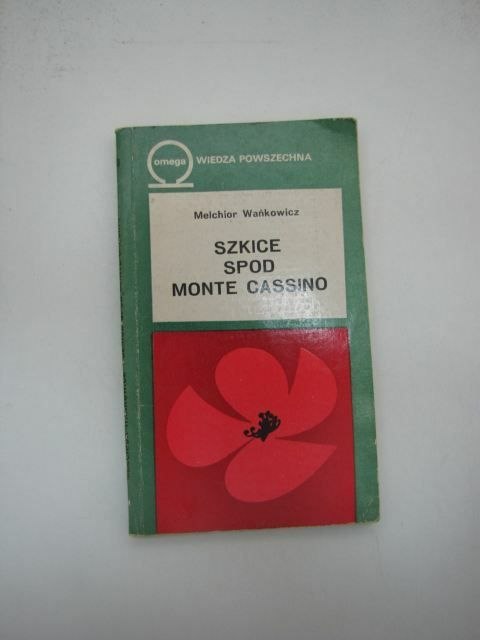 omega
WIEDZA POWSZECHNA
Melchior Wańkowicz
SZKICE
SPOD
MONTE CASSINO